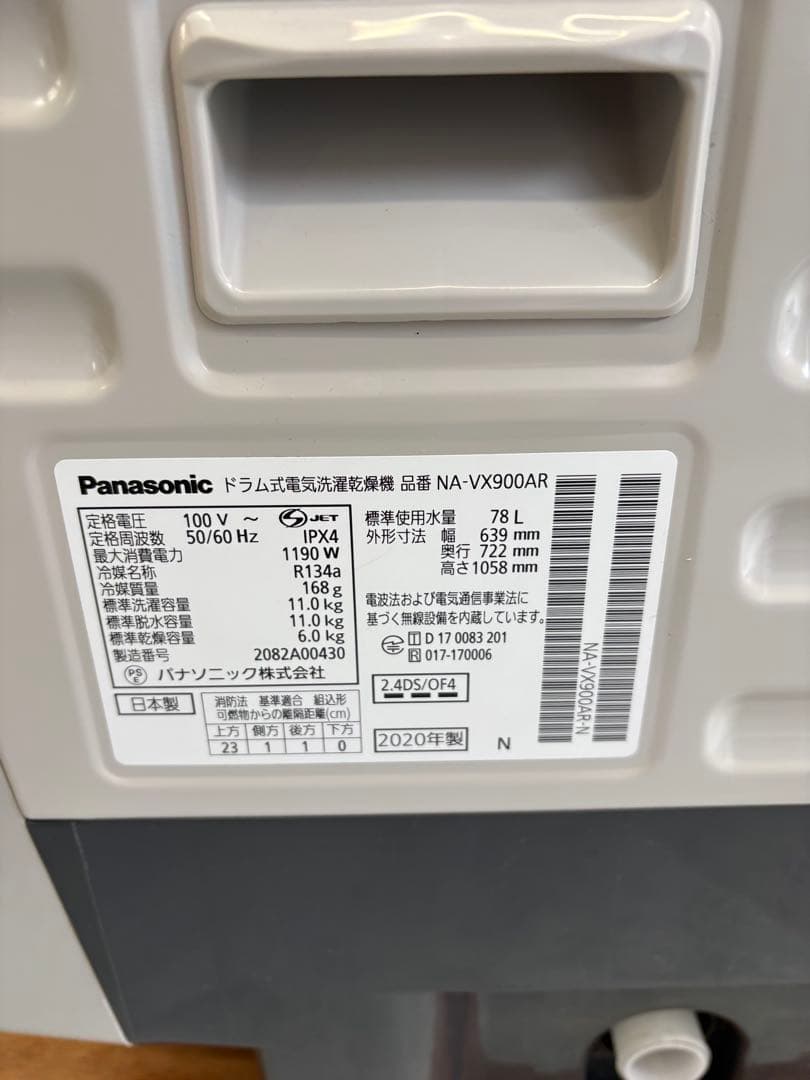 Panasonic ドラム式電気洗濯乾燥機 品番 NA-VX900AR
定格電圧 100 V ～ S JET
定格周波数 50/60 Hz IPX4
最大消費電力 1190 W
冷媒名称 R134a
冷媒質量 168 g
標準洗濯容量 11.0 kg
標準脱水容量 11.0 kg
標準乾燥容量 6.0 kg
製造番号 2082A00430
PSE パナソニック株式会社
標準使用水量 78 L
外形寸法 幅 639 mm
奥行 722 mm
高さ 1058 mm
電波法および電気通信事業法に
基づく無線設備を内蔵しています。
T D 17 0083 201
R 017-170006
2.4DS/OF4
日本製
消防法 基準適合 組込形
可燃物からの離隔距離(cm)
上方 側方 後方 下方
23 1 1 0
2020年製 N
NA-VX900AR-N